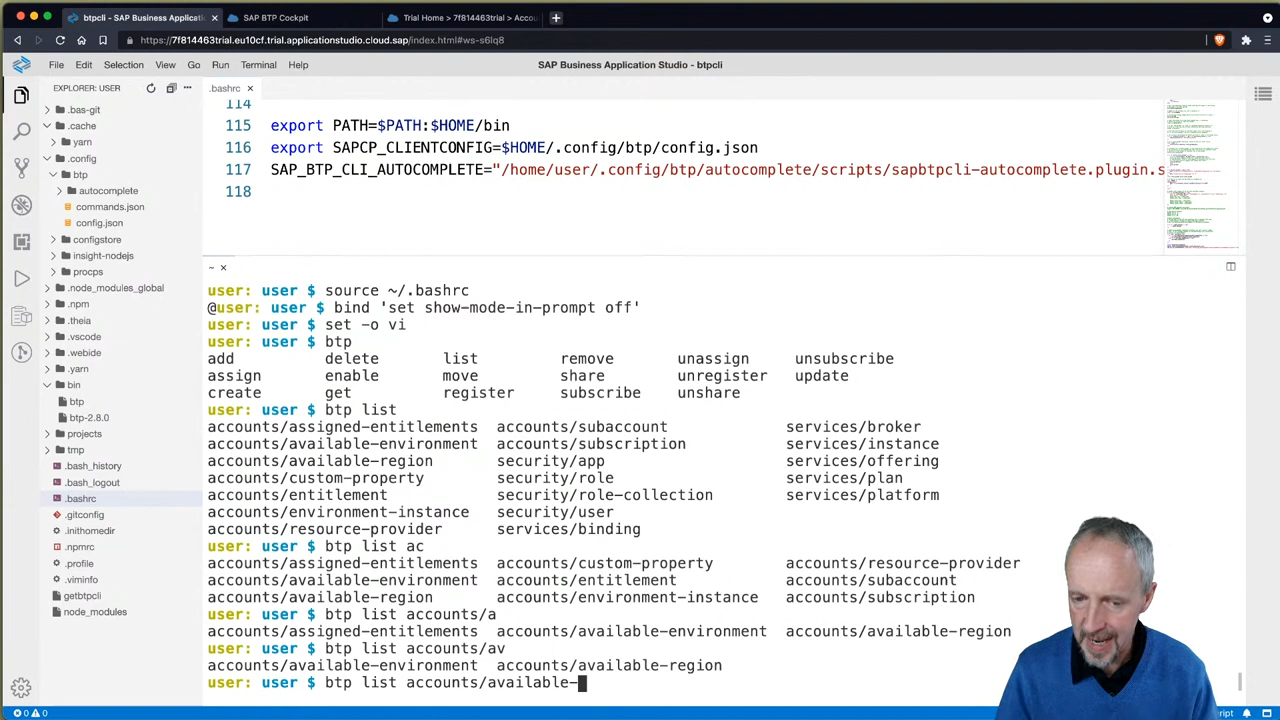 btpcli - SAP Business Applicati
SAP BTP Cockpit
Trial Home > 7f814463trial > Accou
https://7f814463trial.eu10cf.trial.applicationstudio.cloud.sap/index.html#ws-s6lq8
File Edit Selection View Go Run Terminal Help
SAP Business Application Studio - btpcli
EXPLORER: USER
.bas-git
.cache
yarn
.config
btp
autocomplete
commands.json
config.json
configstore
insight-nodejs
procps
.node_modules_global
.npm
.theia
.vscode
.webide
.yarn
bin
btp
btp-2.8.0
projects
tmp
.bash_history
.bash_logout
.bashrc
.gitconfig
.inithomedir
.npmrc
.profile
.viminfo
getbtpcli
node_modules
.bashrc
114
115 export PATH=$PATH:$HOME/bin
116 export SAPCP_CLIENTCONFIG=$HOME/.config/btp/config.json
117 SAP_BTP_CLI_AUTOCOMPLETE="/home/user/.config/btp/autocomplete/scripts/sapbtpcli-autocomplete.plugin.s
118
~
user: user $ source ~/.bashrc
@user: user $ bind 'set show-mode-in-prompt off'
user: user $ set -o vi
user: user $ btp
add delete list remove unassign unsubscribe
assign enable move share unregister update
create get register subscribe unshare
user: user $ btp list
accounts/assigned-entitlements accounts/subaccount services/broker
accounts/available-environment accounts/subscription services/instance
accounts/available-region security/app services/offering
accounts/custom-property security/role services/plan
accounts/entitlement security/role-collection services/platform
accounts/environment-instance security/user
accounts/resource-provider services/binding
user: user $ btp list ac
accounts/assigned-entitlements accounts/custom-property accounts/resource-provider
accounts/available-environment accounts/entitlement accounts/subaccount
accounts/available-region accounts/environment-instance accounts/subscription
user: user $ btp list accounts/a
accounts/assigned-entitlements accounts/available-environment accounts/available-region
user: user $ btp list accounts/av
accounts/available-environment accounts/available-region
user: user $ btp list accounts/available-
0 0
ript